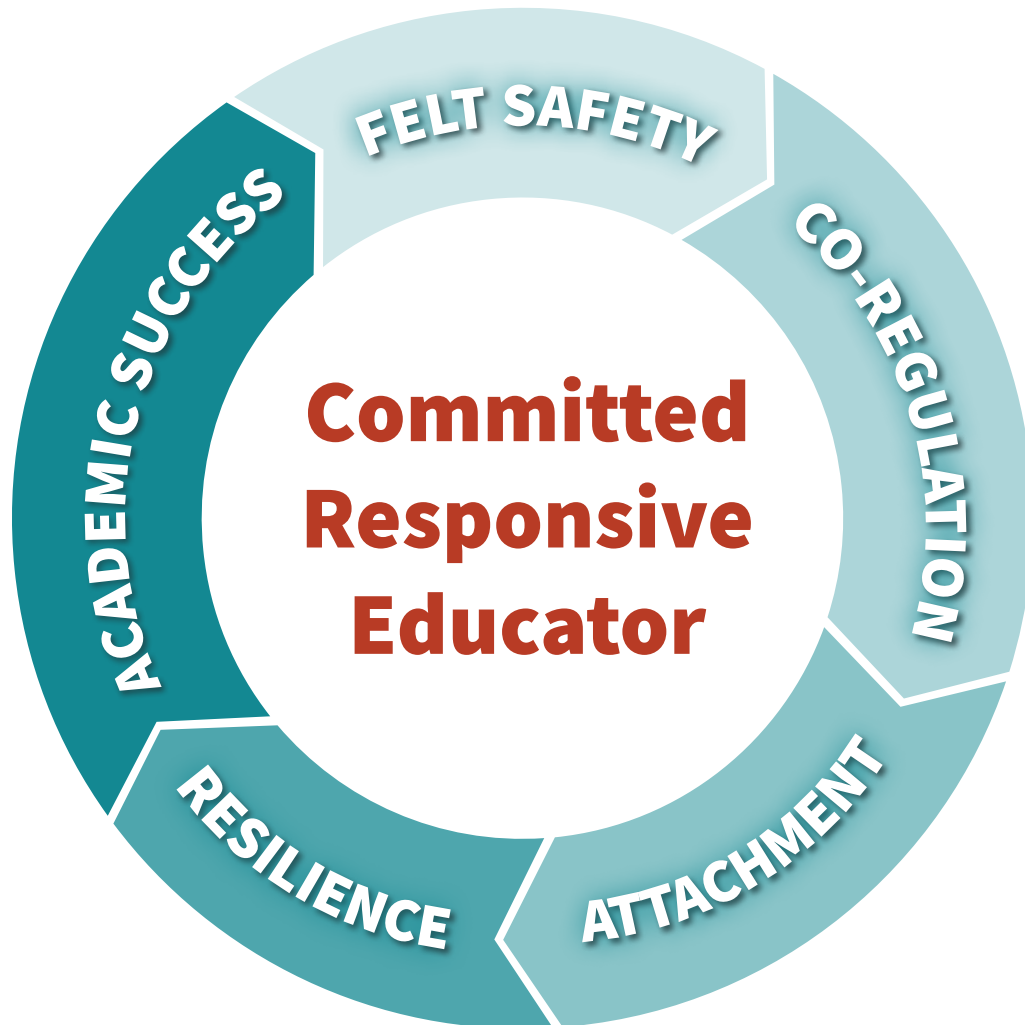 FELT SAFETY
CO-REGULATION
ATTACHMENT
RESILIENCE
ACADEMIC SUCCESS
Committed
Responsive
Educator